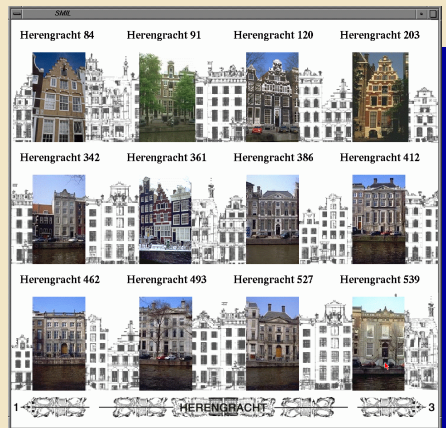 SMIL
Herengracht 84 Herengracht 91 Herengracht 120 Herengracht 203
Herengracht 342 Herengracht 361 Herengracht 386 Herengracht 412
Herengracht 462 Herengracht 493 Herengracht 527 Herengracht 539
1 HERENGRACHT 3